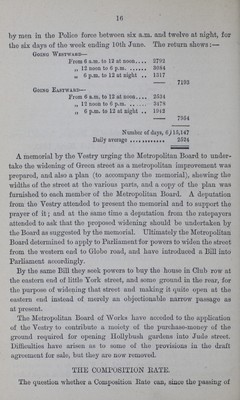 16
by men in the Police force between six a.m. and twelve at night, for
the six days of the week ending 10th June. The return shews:—
Going Westward—
From 6 a.m. to 12 at noon.... 2792
„ 12 noon to 6 p.m. ...... 3084
„ 6 p.m. to 12 at night .. 1317
7193
Going Eastward—
From 6 a.m. to 12 at noon.... 2534
„ 12 noon to 6 p.m. ...... 3478
„ 6 p.m. to 12 at night .. 1942
7954
Number of days, 6)15,147
Daily average .......... 2524
A memorial by the Vestry urging the Metropolitan Board to under-
take the widening of Green street as a metropolitan improvement was
prepared, and also a plan (to accompany the memorial), shewing the
widths of the street at the various parts, and a copy of the plan was
furnished to each member of the Metropolitan Board. A deputation
from the Vestry attended to present the memorial and to support the
prayer of it; and at the same time a deputation from the ratepayers
attended to ask that the proposed widening should be undertaken by
the Board as suggested by the memorial. Ultimately the Metropolitan
Board determined to apply to Parliament for powers to widen the street
from the western end to Globe road, and have introduced a Bill into
Parliament accordingly.
By the same Bill they seek powers to buy the house in Club row at
the eastern end of little York street, and some ground in the rear, for
the purpose of widening that street and making it quite open at the
eastern end instead of merely an objectionable narrow passage as
at present.
The Metropolitan Board of Works have acceded to the application
of the Vestry to contribute a moiety of the purchase-money of the
ground required for opening Hollybush gardens into Jude street.
Difficulties have arisen as to some of the provisions in the draft
agreement for sale, but they are now removed.
THE COMPOSITION RATE.
The question whether a Composition Rate can, since the passing of